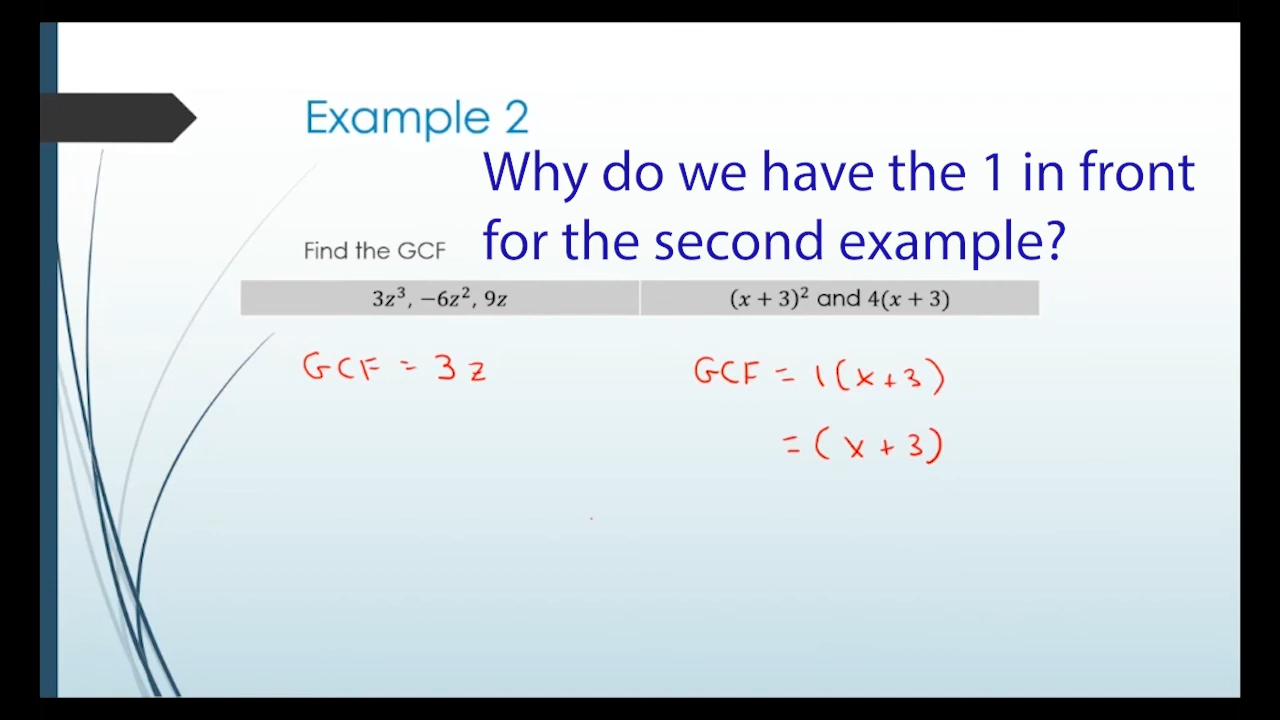 Example 2
Why do we have the 1 in front
for the second example?
Find the GCF
3z³, −6z², 9z
(x + 3)² and 4(x + 3)
GCF = 3z
GCF = 1(x+3)
= (x + 3)